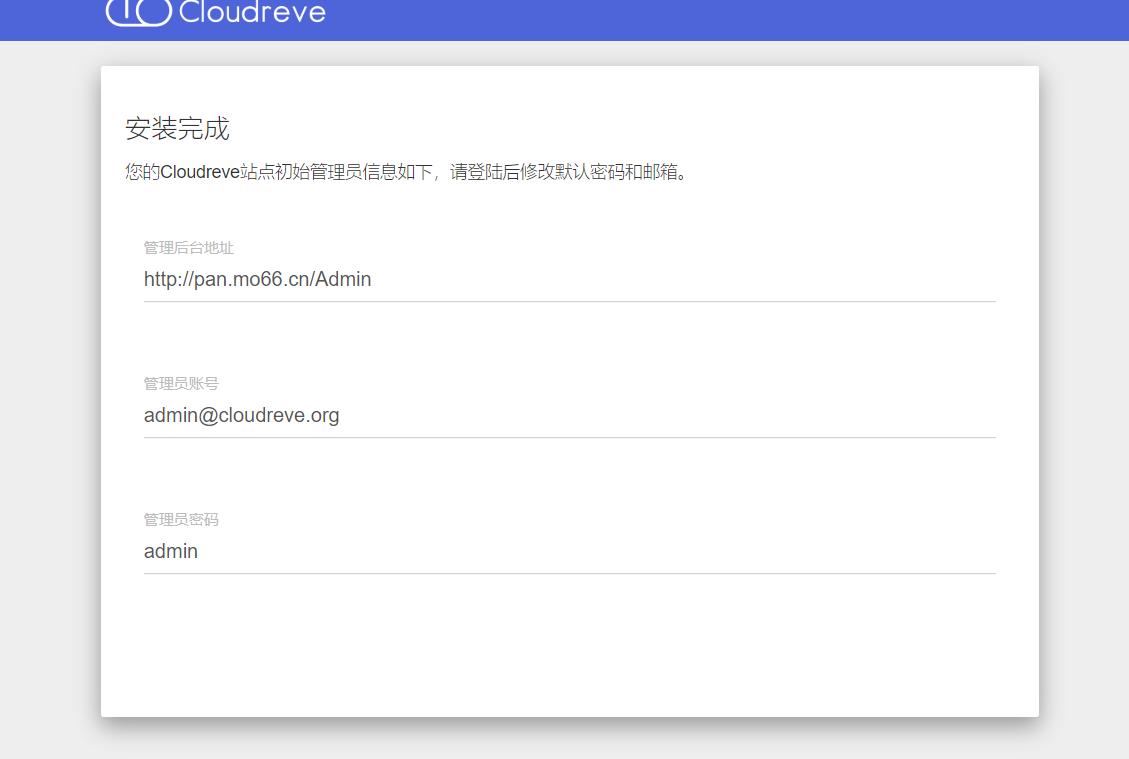 Cloudreve
安装完成
您的Cloudreve站点初始管理员信息如下，请登陆后修改默认密码和邮箱。
管理后台地址
http://pan.mo66.cn/Admin
管理员账号
admin@cloudreve.org
管理员密码
admin